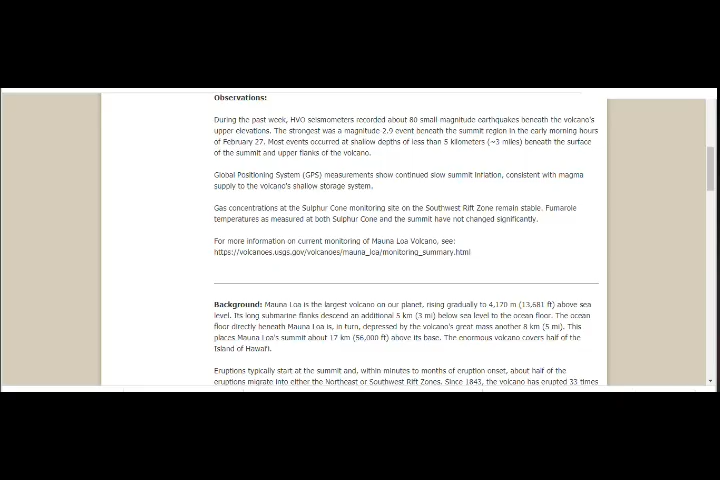 Observations:
During the past week, HVO seismometers recorded about 80 small magnitude earthquakes beneath the volcano's
upper elevations. The strongest was a magnitude-2.9 event beneath the summit region in the early morning hours
of February 27. Most events occurred at shallow depths of less than 5 kilometers (~3 miles) beneath the surface
of the summit and upper flanks of the volcano.
Global Positioning System (GPS) measurements show continued slow summit inflation, consistent with magma
supply to the volcano's shallow storage system.
Gas concentrations at the Sulphur Cone monitoring site on the Southwest Rift Zone remain stable. Fumarole
temperatures as measured at both Sulphur Cone and the summit have not changed significantly.
For more information on current monitoring of Mauna Loa Volcano, see:
https://volcanoes.usgs.gov/volcanoes/mauna_loa/monitoring_summary.html
Background: Mauna Loa is the largest volcano on our planet, rising gradually to 4,170 m (13,681 ft) above sea
level. Its long submarine flanks descend an additional 5 km (3 mi) below sea level to the ocean floor. The ocean
floor directly beneath Mauna Loa is, in turn, depressed by the volcano's great mass another 8 km (5 mi). This
places Mauna Loa's summit about 17 km (56,000 ft) above its base. The enormous volcano covers half of the
Island of Hawai'i.
Eruptions typically start at the summit and, within minutes to months of eruption onset, about half of the
eruptions migrate into either the Northeast or Southwest Rift Zones. Since 1843, the volcano has erupted 33 times